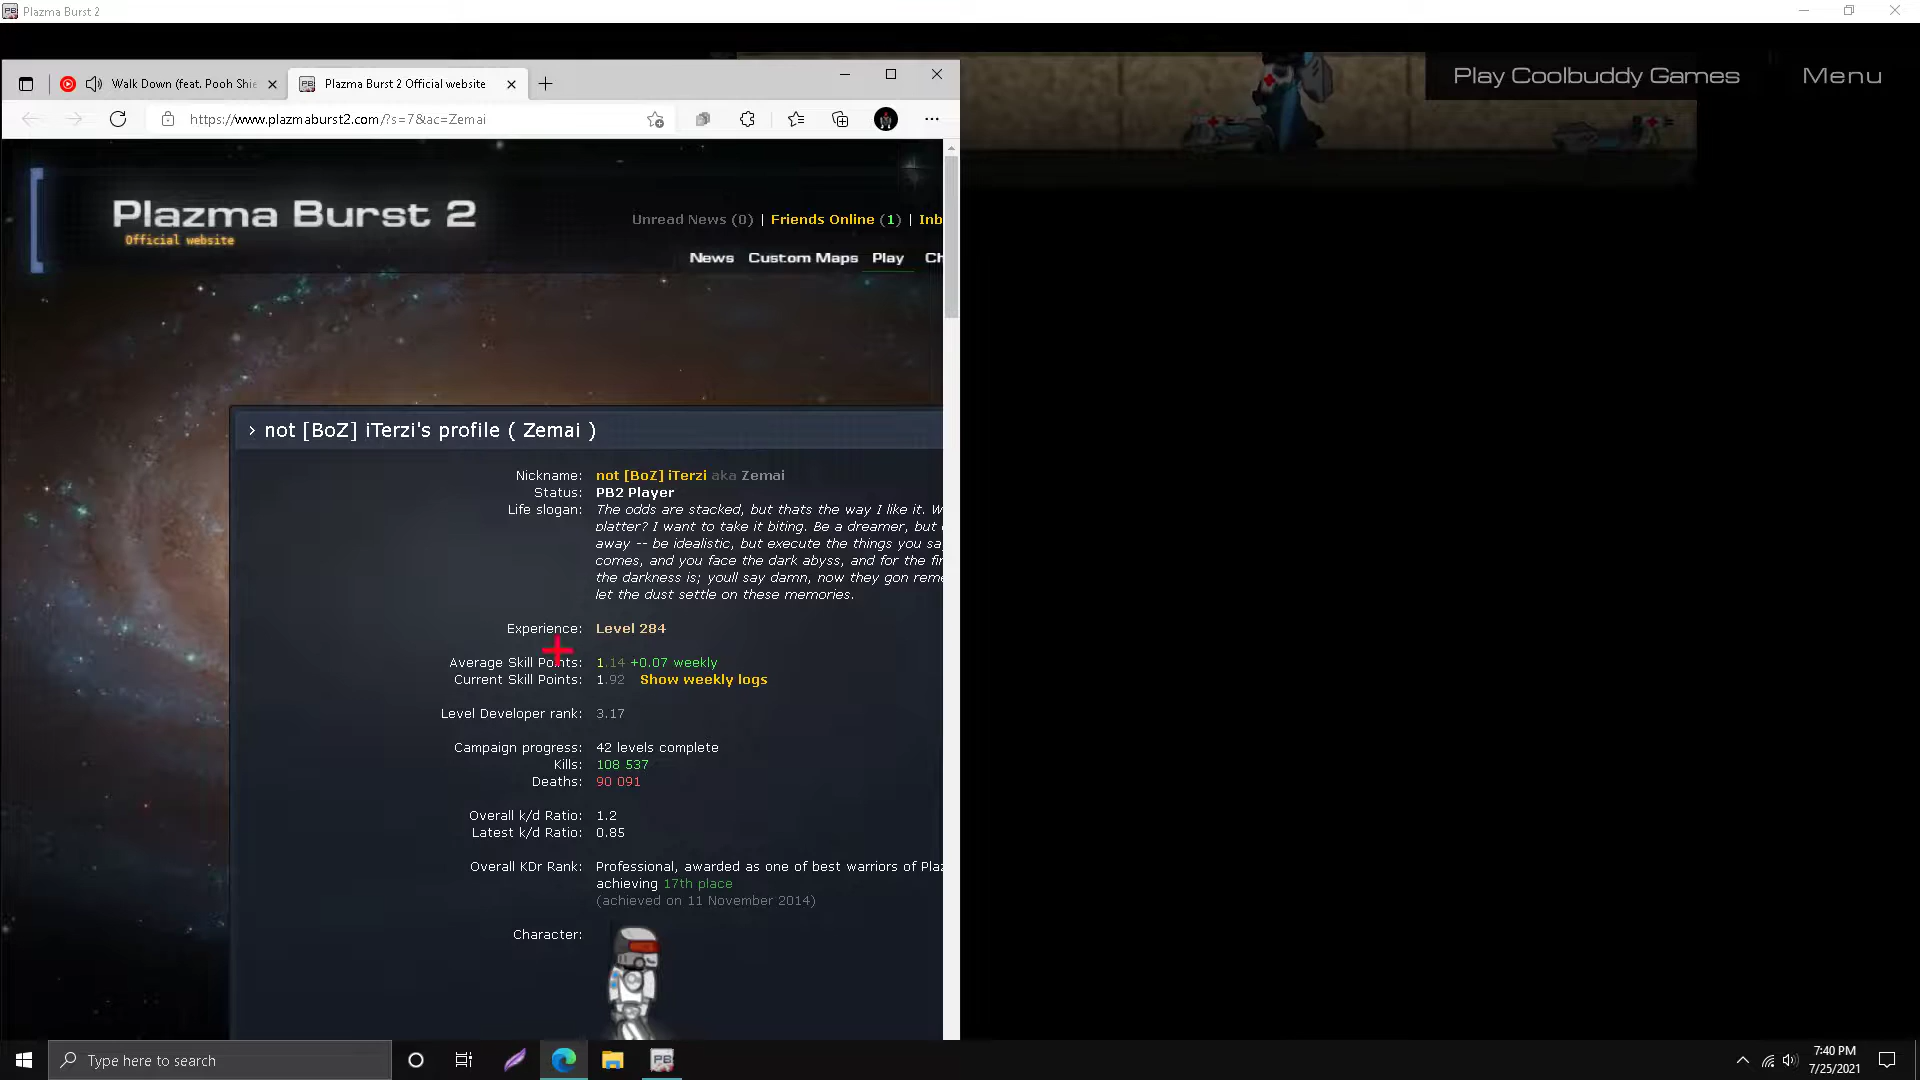 Plazma Burst 2
Play Coolbuddy Games
Menu
Walk Down (feat. Pooh Shie
Plazma Burst 2 Official website
https://www.plazmaburst2.com/?s=7&ac=Zemai
Plazma Burst 2
Official website
Unread News (0) | Friends Online (1) | Inb
News Custom Maps Play Ch
› not [BoZ] iTerzi's profile ( Zemai )
Nickname: not [BoZ] iTerzi aka Zemai
Status: PB2 Player
Life slogan: The odds are stacked, but thats the way I like it. W
platter? I want to take it biting. Be a dreamer, but
away -- be idealistic, but execute the things you say
comes, and you face the dark abyss, and for the fir
the darkness is; youll say damn, now they gon reme
let the dust settle on these memories.
Experience: Level 284
Average Skill Points: 1.14 +0.07 weekly
Current Skill Points: 1.92 Show weekly logs
Level Developer rank: 3.17
Campaign progress: 42 levels complete
Kills: 108 537
Deaths: 90 091
Overall k/d Ratio: 1.2
Latest k/d Ratio: 0.85
Overall KDr Rank: Professional, awarded as one of best warriors of Plaz
achieving 17th place
(achieved on 11 November 2014)
Character:
Type here to search
PB
7:40 PM
7/25/2021